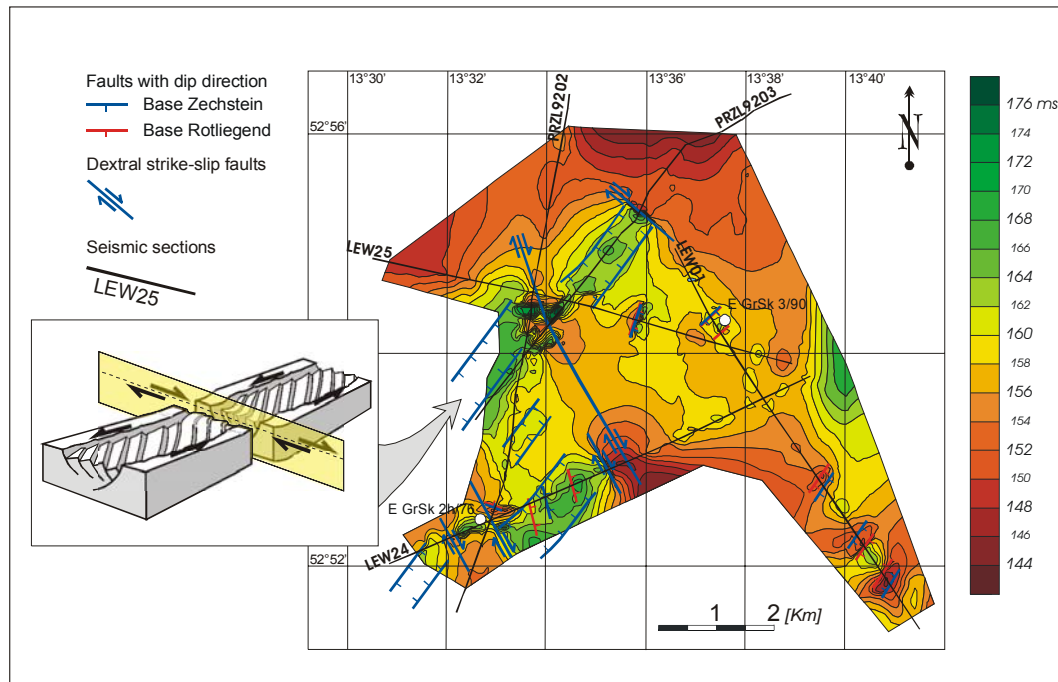 Faults with dip direction
Base Zechstein
Base Rotliegend
Dextral strike-slip faults
Seismic sections
LEW25
13°30
13°32
13°36
13°38
13°40
52°56
52°52'
PRZL9202
PRZL9203
N
LEW25
LEW01
E GrSk 3/90
E GrSk 2h/76
LEW24
1
2
[Km]
176 ms
174
172
170
168
166
164
162
160
158
156
154
152
150
148
146
144